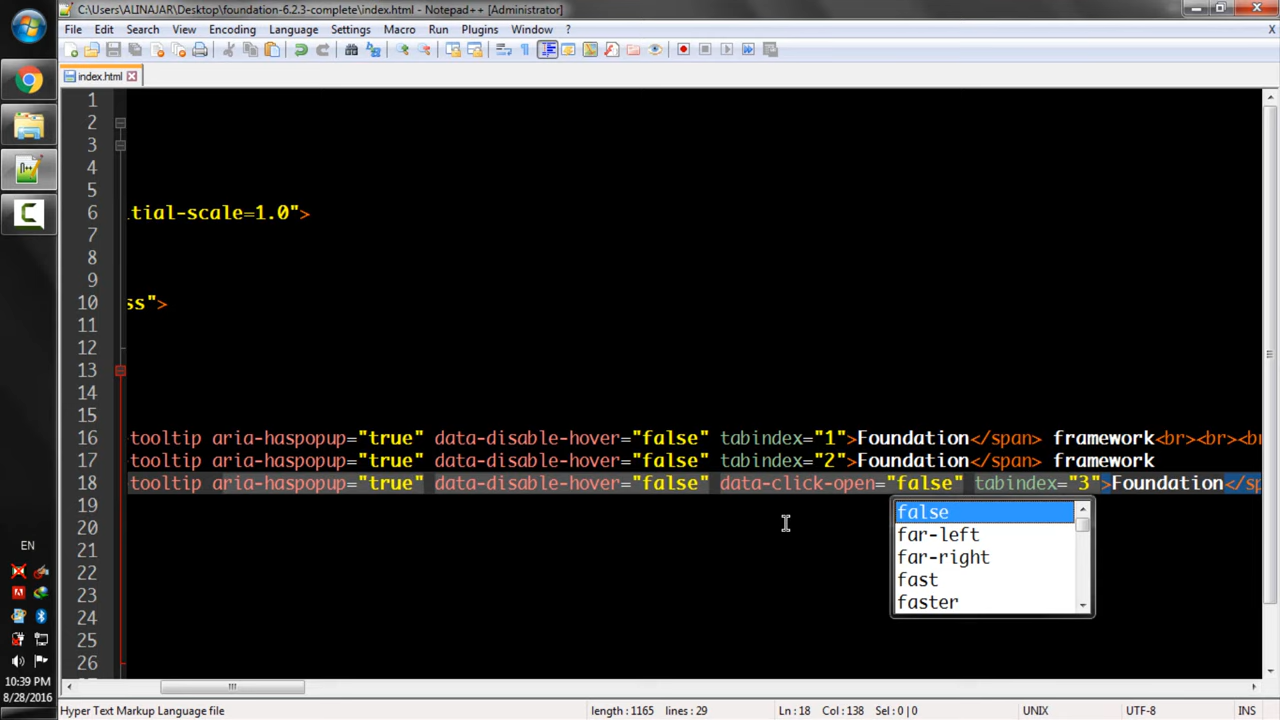 C:\Users\ALINAJAR\Desktop\foundation-6.2.3-complete\index.html - Notepad++ [Administrator]
File Edit Search View Encoding Language Settings Macro Run Plugins Window ? X
index.html
1
2
3
4
5
6 tial-scale=1.0">
7
8
9
10 ss">
11
12
13
14
15
16 tooltip aria-haspopup="true" data-disable-hover="false" tabindex="1">Foundation</span> framework<br><br><br
17 tooltip aria-haspopup="true" data-disable-hover="false" tabindex="2">Foundation</span> framework
18 tooltip aria-haspopup="true" data-disable-hover="false" data-click-open="false" tabindex="3">Foundation</sp
19
20
21
22
23
24
25
26
false
far-left
far-right
fast
faster
EN
10:39 PM
8/28/2016
Hyper Text Markup Language file length : 1165 lines : 29 Ln : 18 Col : 138 Sel : 0 | 0 UNIX UTF-8 INS